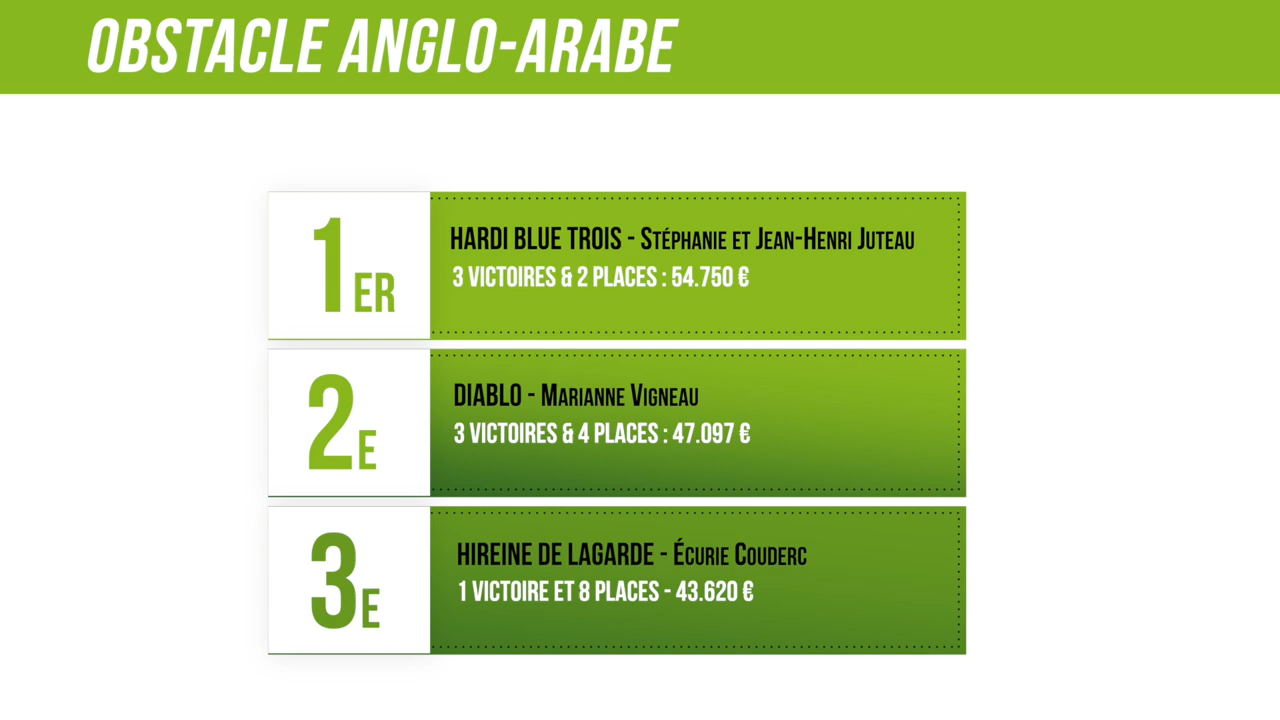 OBSTACLE ANGLO-ARABE
1ER
HARDI BLUE TROIS - Stéphanie et Jean-Henri Juteau
3 VICTOIRES & 2 PLACES : 54.750 €
2E
DIABLO - Marianne Vigneau
3 VICTOIRES & 4 PLACES : 47.097 €
3E
HIREINE DE LAGARDE - Écurie Couderc
1 VICTOIRE ET 8 PLACES - 43.620 €